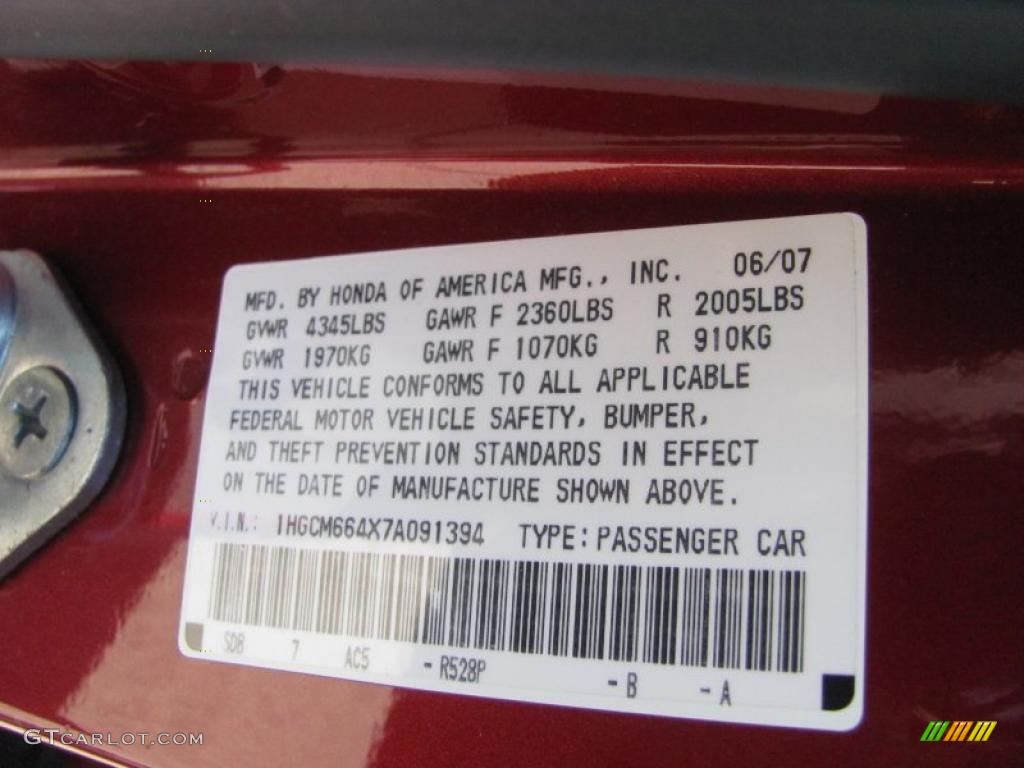 MFD. BY HONDA OF AMERICA MFG., INC. 06/07
GVWR 4345LBS GAWR F 2360LBS R 2005LBS
GVWR 1970KG GAWR F 1070KG R 910KG
THIS VEHICLE CONFORMS TO ALL APPLICABLE
FEDERAL MOTOR VEHICLE SAFETY, BUMPER,
AND THEFT PREVENTION STANDARDS IN EFFECT
ON THE DATE OF MANUFACTURE SHOWN ABOVE.
V.I.N.: 1HGCM664X7A091394 TYPE: PASSENGER CAR
SDB 7 AC5 - R528P - B - A
GTCARLOT.COM